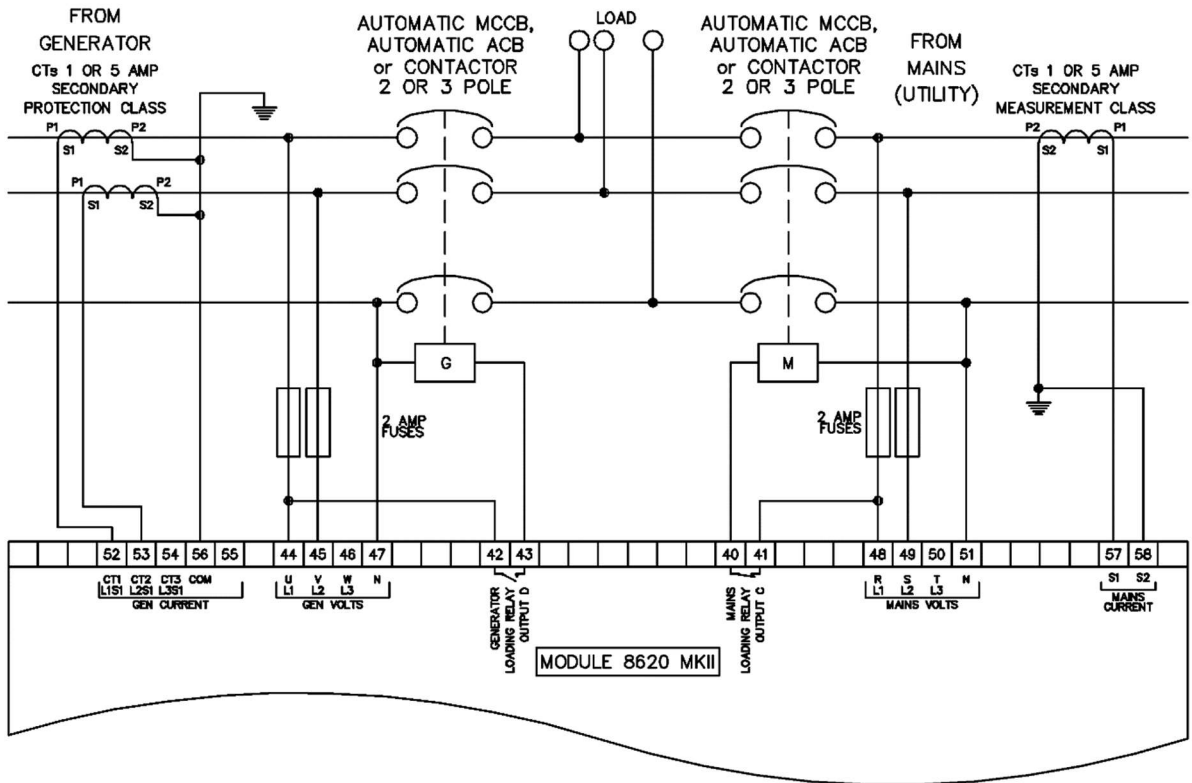 FROM
GENERATOR
CTs 1 OR 5 AMP
SECONDARY
PROTECTION CLASS
AUTOMATIC MCCB,
AUTOMATIC ACB
or CONTACTOR
2 OR 3 POLE
LOAD
AUTOMATIC MCCB,
AUTOMATIC ACB
or CONTACTOR
2 OR 3 POLE
FROM
MAINS
(UTILITY)
CTs 1 OR 5 AMP
SECONDARY
MEASUREMENT CLASS
P1 P2
S1 S2
P2 P1
S2 S1
P1 P2
S1 S2
G
M
2 AMP
FUSES
2 AMP
FUSES
52 53 54 56 55 44 45 46 47 42 43 40 41 48 49 50 51 57 58
CT1 CT2 CT3 COM
L1S1 L2S1 L3S1
GEN CURRENT
U V W N
L1 L2 L3
GEN VOLTS
GENERATOR
LOADING RELAY
OUTPUT D
MAINS
LOADING RELAY
OUTPUT C
R S T N
L1 L2 L3
MAINS VOLTS
S1 S2
MAINS
CURRENT
MODULE 8620 MKII